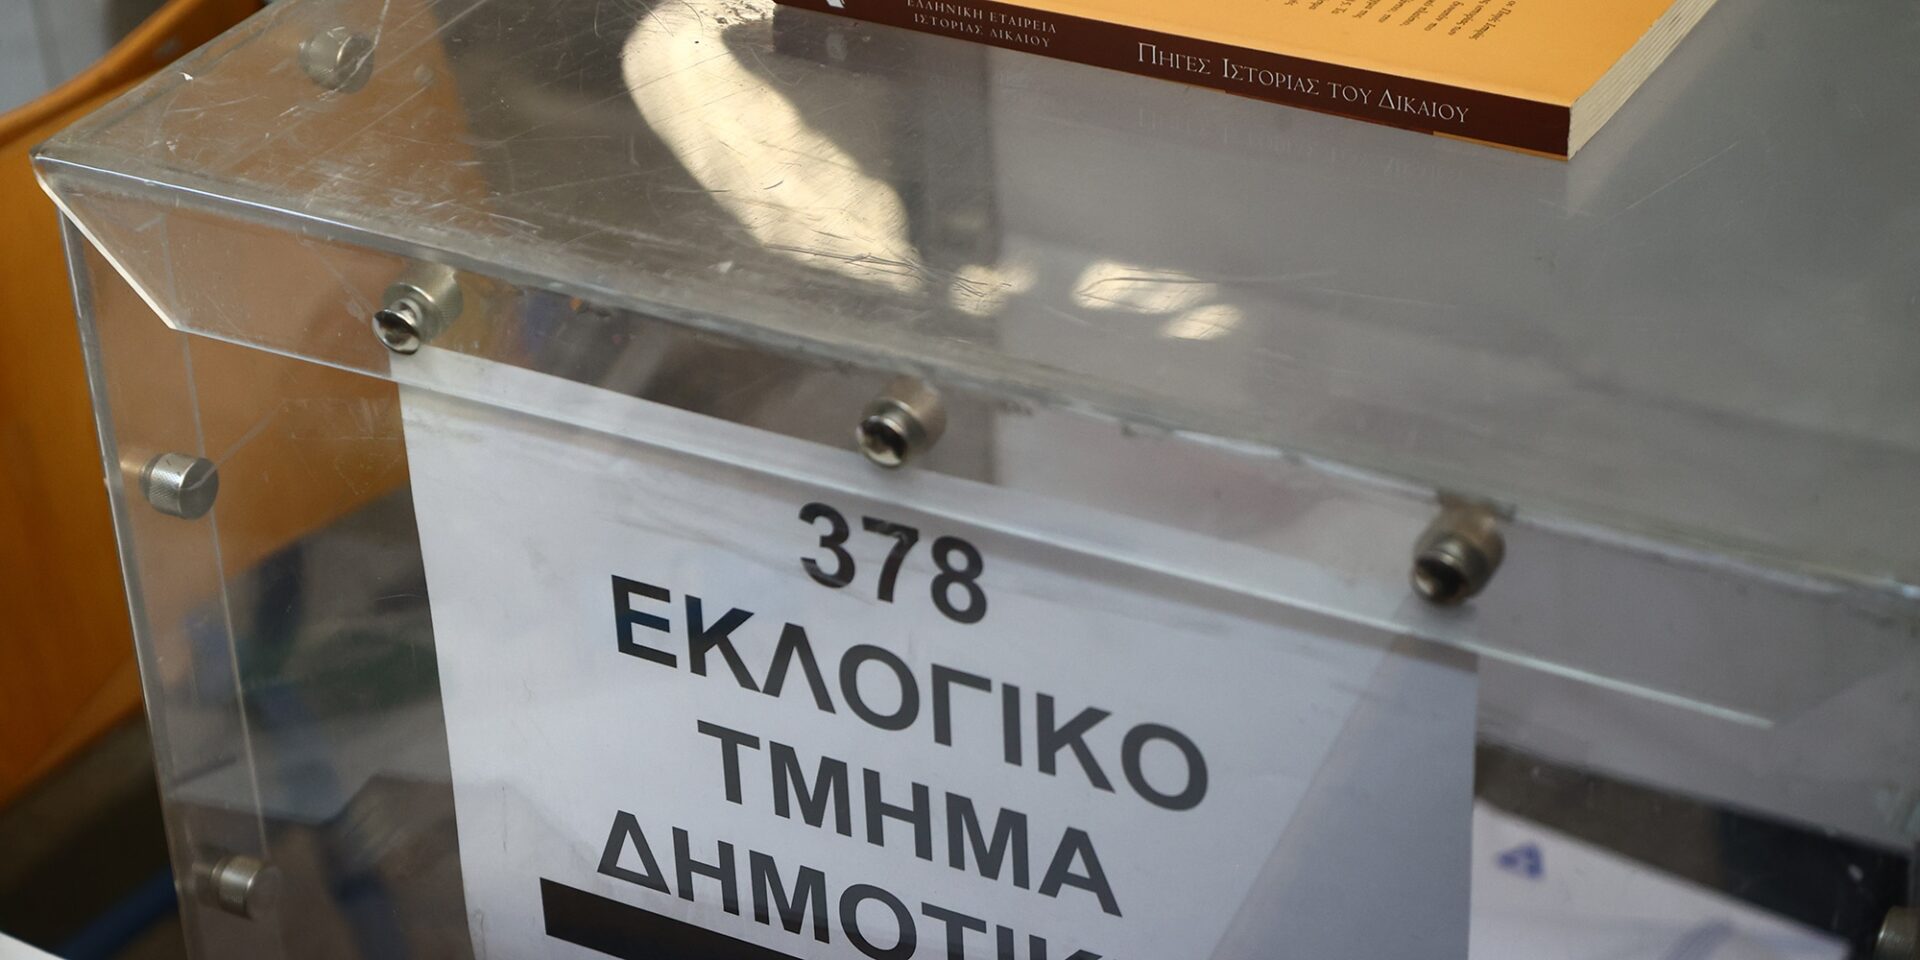 ΕΛΛΗΝΙΚΗ ΕΤΑΙΡΕΙΑ
ΙΣΤΟΡΙΑΣ ΔΙΚΑΙΟΥ
ΠΗΓΕΣ ΙΣΤΟΡΙΑΣ ΤΟΥ ΔΙΚΑΙΟΥ
378
ΕΚΛΟΓΙΚΟ
ΤΜΗΜΑ
ΔΗΜΟΤΙΚ